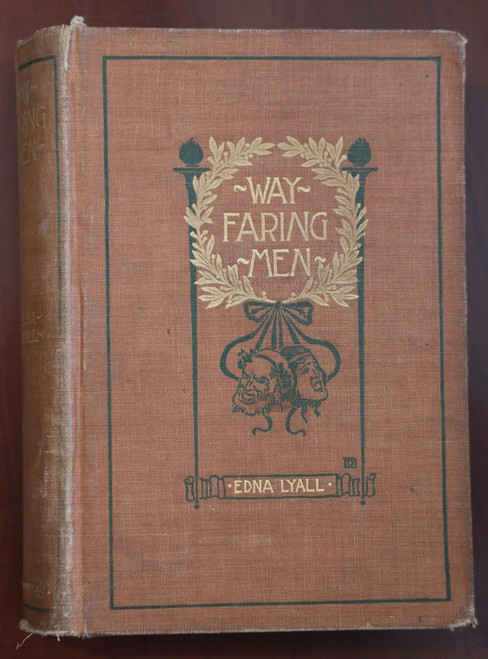 ~WAY~
FARING
~MEN~
·EDNA LYALL·